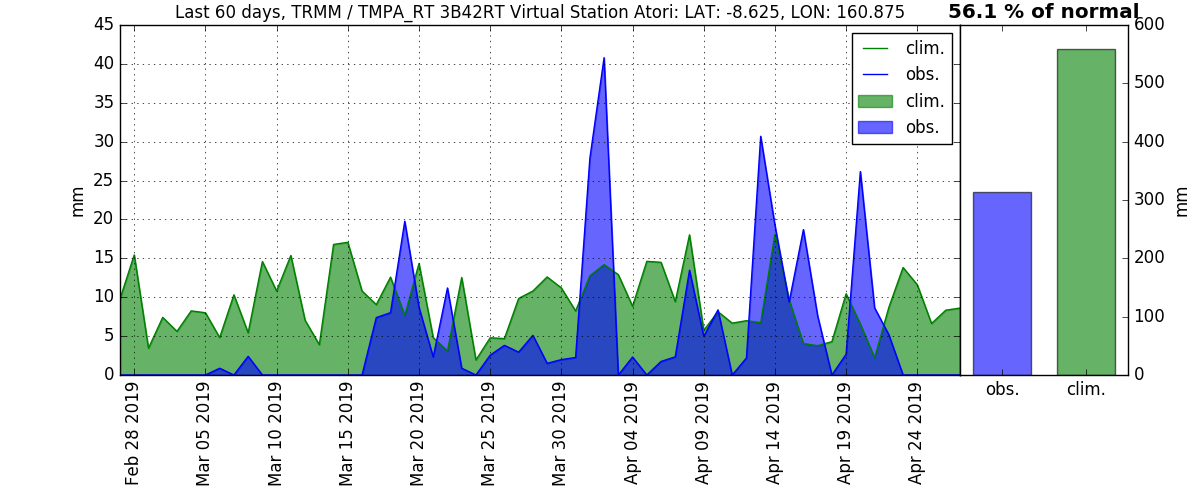 Last 60 days, TRMM / TMPA_RT 3B42RT Virtual Station Atori: LAT: -8.625, LON: 160.875
56.1 % of normal
45
40
35
30
25
20
15
10
5
0
mm
clim.
obs.
clim.
obs.
600
500
400
300
200
100
0
mm
Feb 28 2019
Mar 05 2019
Mar 10 2019
Mar 15 2019
Mar 20 2019
Mar 25 2019
Mar 30 2019
Apr 04 2019
Apr 09 2019
Apr 14 2019
Apr 19 2019
Apr 24 2019
obs.
clim.